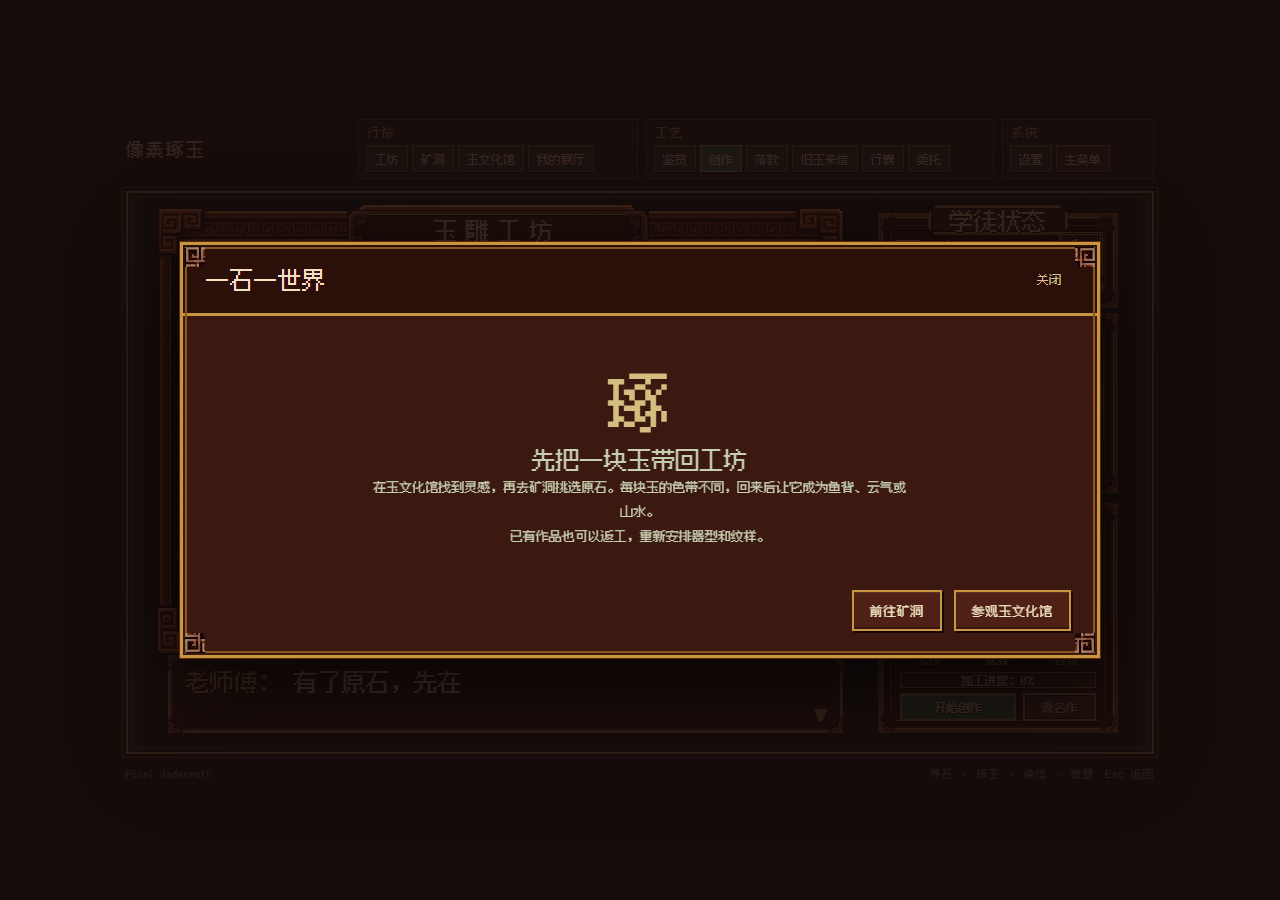 像素琢玉
行旅
工艺
系统
工坊 矿洞 玉文化馆 我的展厅
鉴赏 创作 落款 旧玉来信 行囊 委托
设置 主菜单
玉雕工坊
学徒状态
一石一世界
关闭
琢
先把一块玉带回工坊
在玉文化馆找到灵感，再去矿洞挑选原石。每块玉的色带不同，回来后让它成为鱼背、云气或
山水。
已有作品也可以返工，重新安排器型和纹样。
前往矿洞 参观玉文化馆
老师傅： 有了原石，先在
加工进度：0%
开始创作 观名作
Pixel Jadecraft
寻石 · 琢玉 · 读信 · 策展 Esc 返回